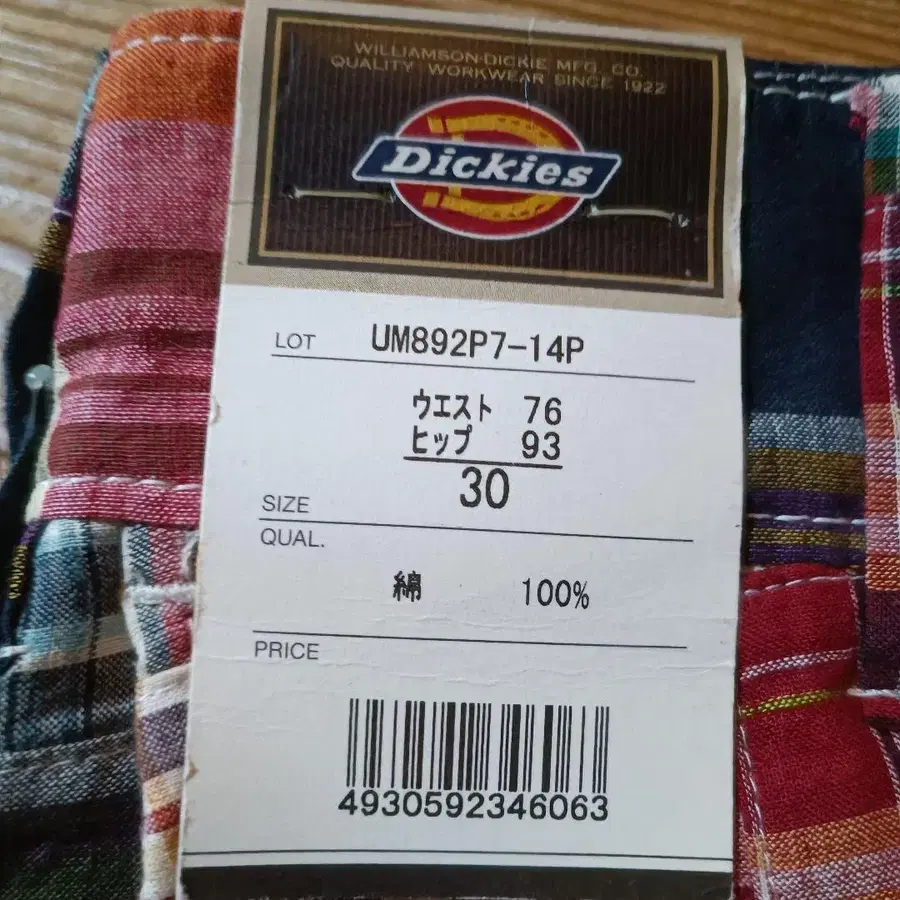 WILLIAMSON-DICKIE MFG. CO.
QUALITY WORKWEAR SINCE 1922
Dickies
LOT UM892P7-14P
ウエスト 76
ヒップ 93
SIZE 30
QUAL.
綿 100%
PRICE
4930592346063